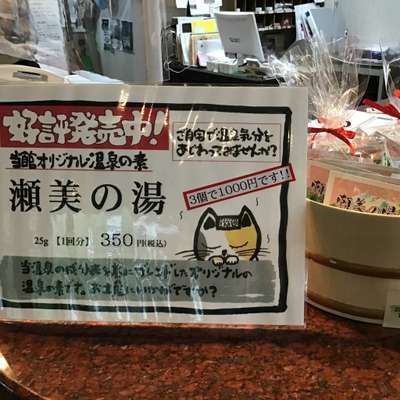 好評発売中!
ご自宅で温泉気分を
あじわってみませんか?
当館オリジナル温泉の素
瀬美の湯
3個で1000円です!!
25g【1回分】 350円(税込)
当温泉の成分表を基にブレンドしたオリジナルの
温泉の素です。お土産にいかがですか?
瀬美の湯